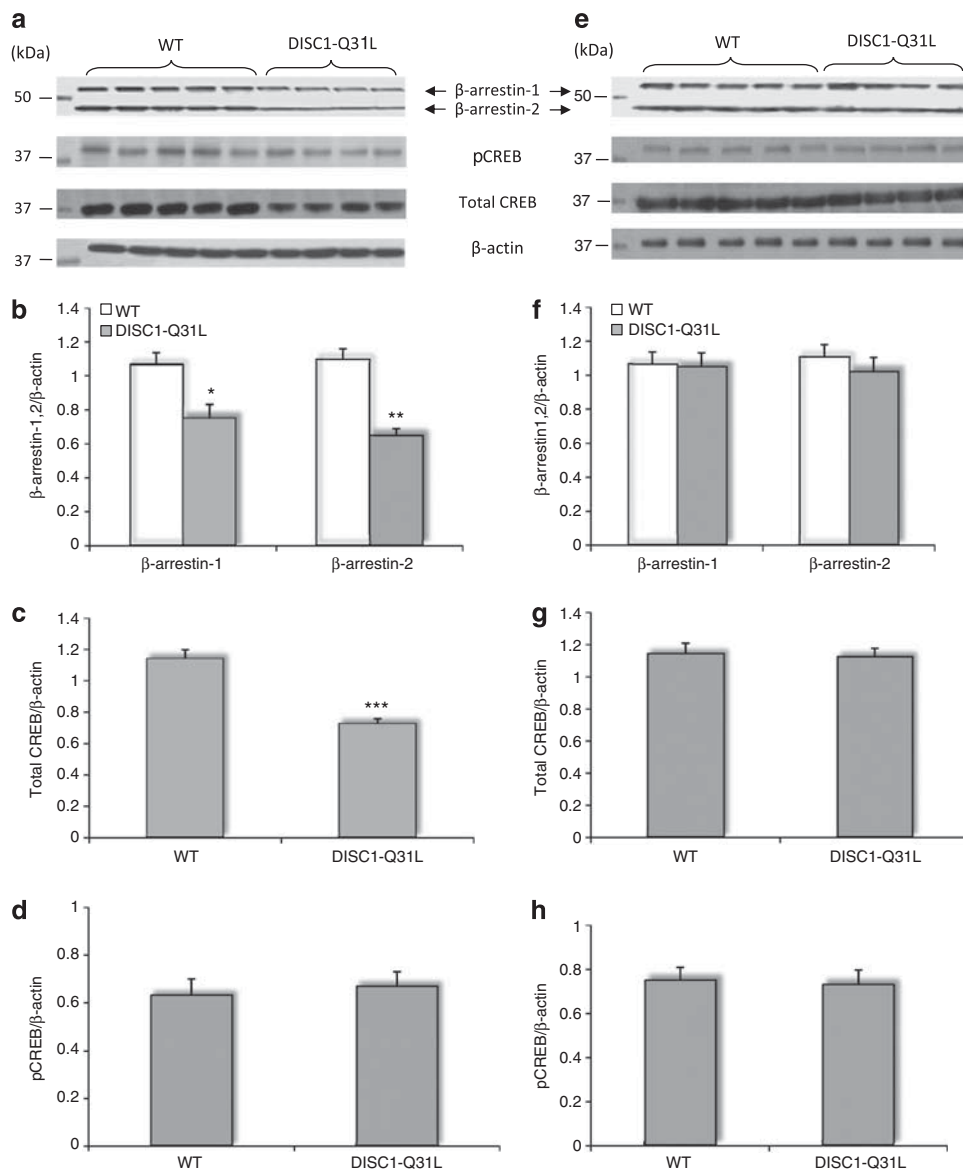 a
(kDa)
WT
DISC1-Q31L
50
β-arrestin-1
β-arrestin-2
37
pCREB
37
Total CREB
37
β-actin
e
(kDa)
WT
DISC1-Q31L
50
37
37
37
b
1.4
1.2
1
0.8
0.6
0.4
0.2
0
β-arrestin-1,2/β-actin
WT
DISC1-Q31L
*
**
β-arrestin-1
β-arrestin-2
f
1.4
1.2
1
0.8
0.6
0.4
0.2
0
β-arrestin1,2/β-actin
WT
DISC1-Q31L
β-arrestin-1
β-arrestin-2
c
1.4
1.2
1
0.8
0.6
0.4
0.2
0
Total CREB/β-actin
***
WT
DISC1-Q31L
g
1.4
1.2
1
0.8
0.6
0.4
0.2
0
Total CREB/β-actin
WT
DISC1-Q31L
d
1
0.8
0.6
0.4
0.2
0
pCREB/β-actin
WT
DISC1-Q31L
h
1
0.8
0.6
0.4
0.2
0
pCREB/β-actin
WT
DISC1-Q31L